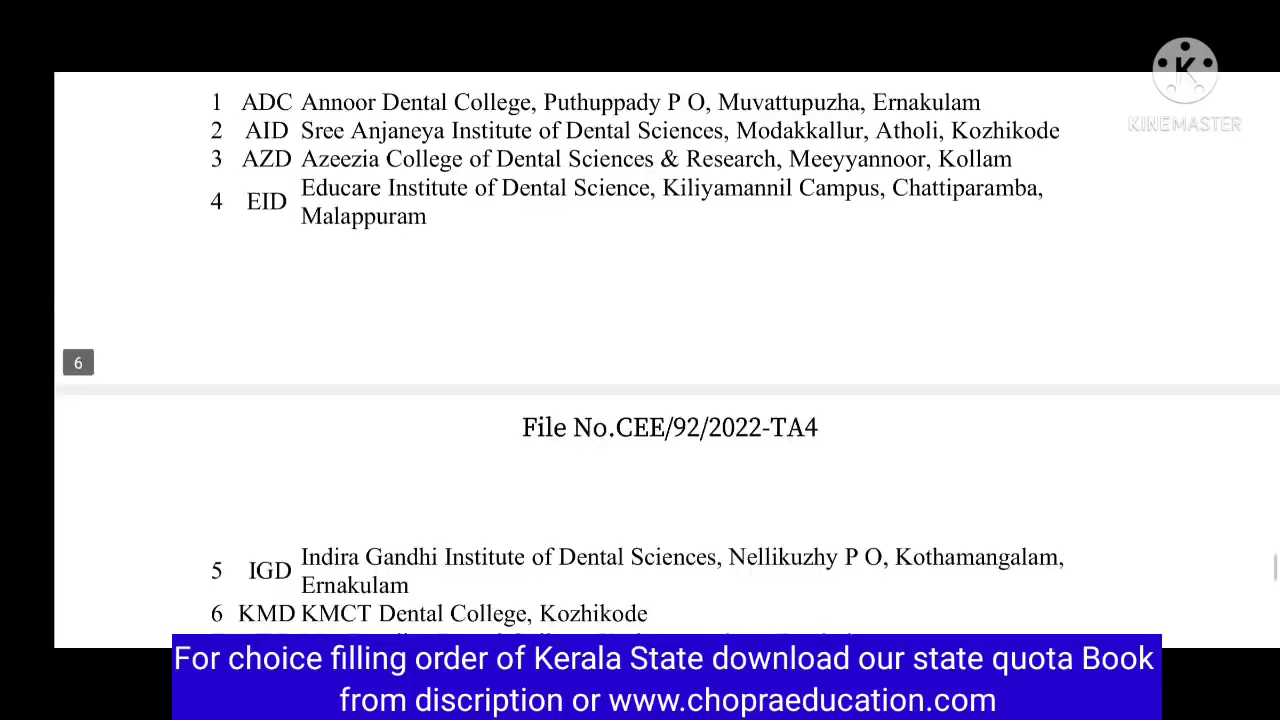 K
KINEMASTER
1 ADC Annoor Dental College, Puthuppady P O, Muvattupuzha, Ernakulam
2 AID Sree Anjaneya Institute of Dental Sciences, Modakkallur, Atholi, Kozhikode
3 AZD Azeezia College of Dental Sciences & Research, Meeyyannoor, Kollam
4 EID Educare Institute of Dental Science, Kiliyamannil Campus, Chattiparamba,
Malappuram
6
File No.CEE/92/2022-TA4
5 IGD Indira Gandhi Institute of Dental Sciences, Nellikuzhy P O, Kothamangalam,
Ernakulam
6 KMD KMCT Dental College, Kozhikode
For choice filling order of Kerala State download our state quota Book
from discription or www.chopraeducation.com